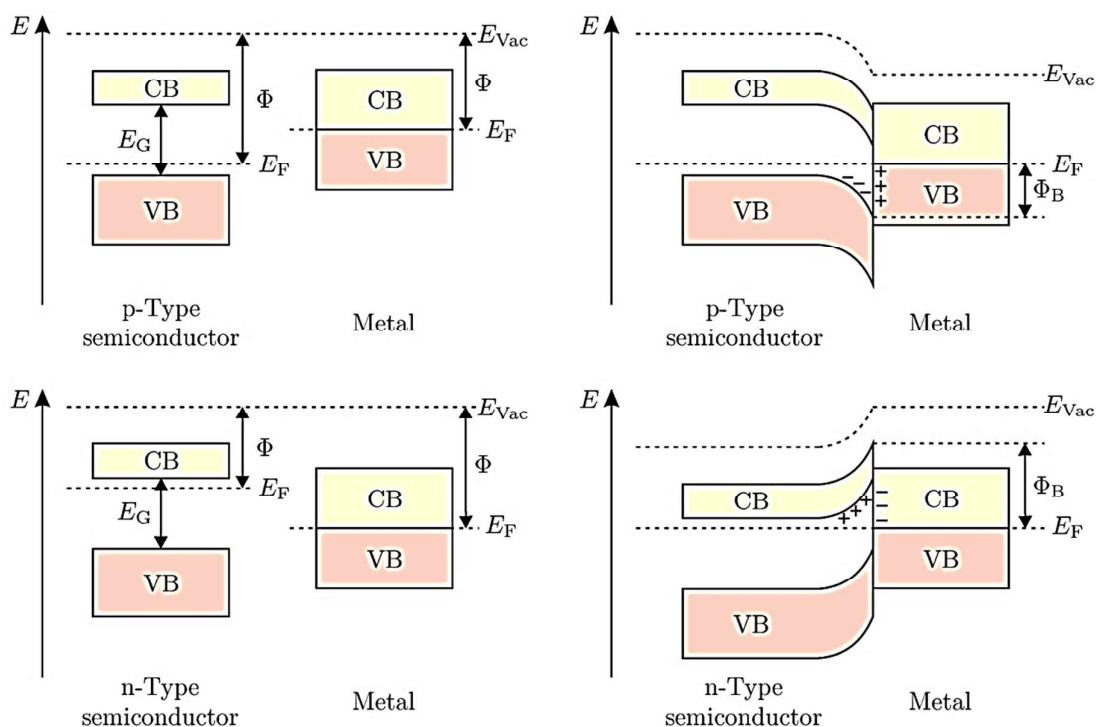 E
E_Vac
CB
Φ
Φ
CB
E_G
E_F
E_F
VB
VB
p-Type
semiconductor
Metal
E
E_Vac
CB
CB
E_F
− − −
+ + +
VB
VB
Φ_B
p-Type
semiconductor
Metal
E
E_Vac
CB
Φ
Φ
E_F
CB
E_G
E_F
VB
VB
n-Type
semiconductor
Metal
E
E_Vac
CB
+ + +
− − −
CB
Φ_B
E_F
VB
VB
n-Type
semiconductor
Metal